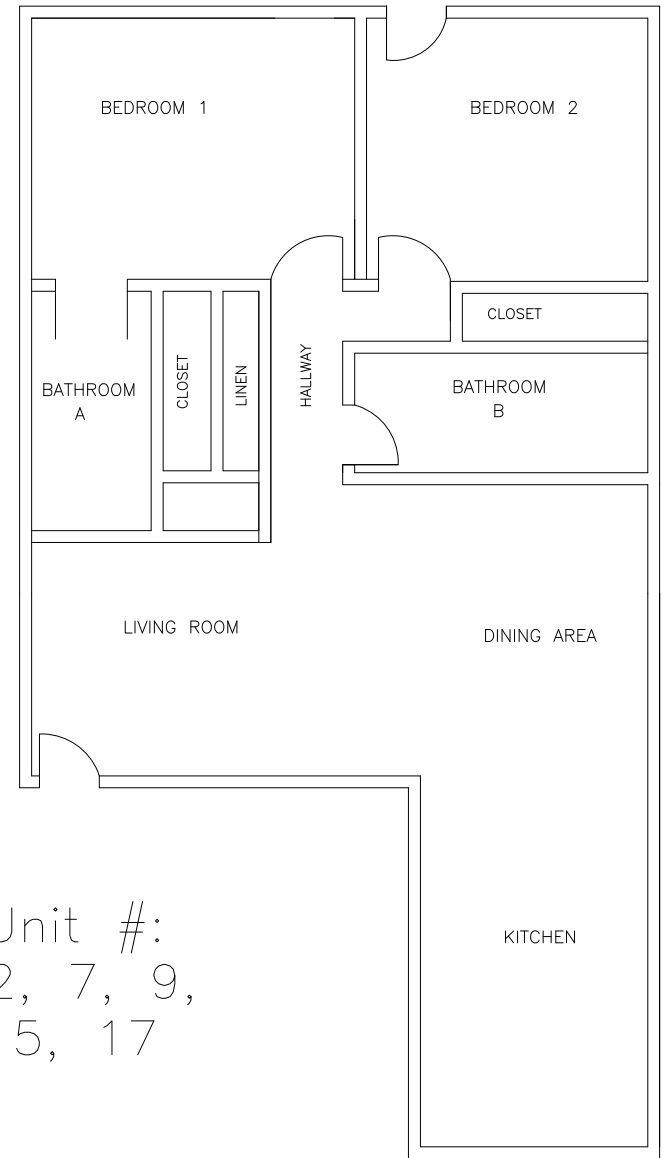 BEDROOM 1
BEDROOM 2
CLOSET
BATHROOM
A
CLOSET
LINEN
HALLWAY
BATHROOM
B
LIVING ROOM
DINING AREA
KITCHEN
Unit #:
2, 7, 9,
5, 17